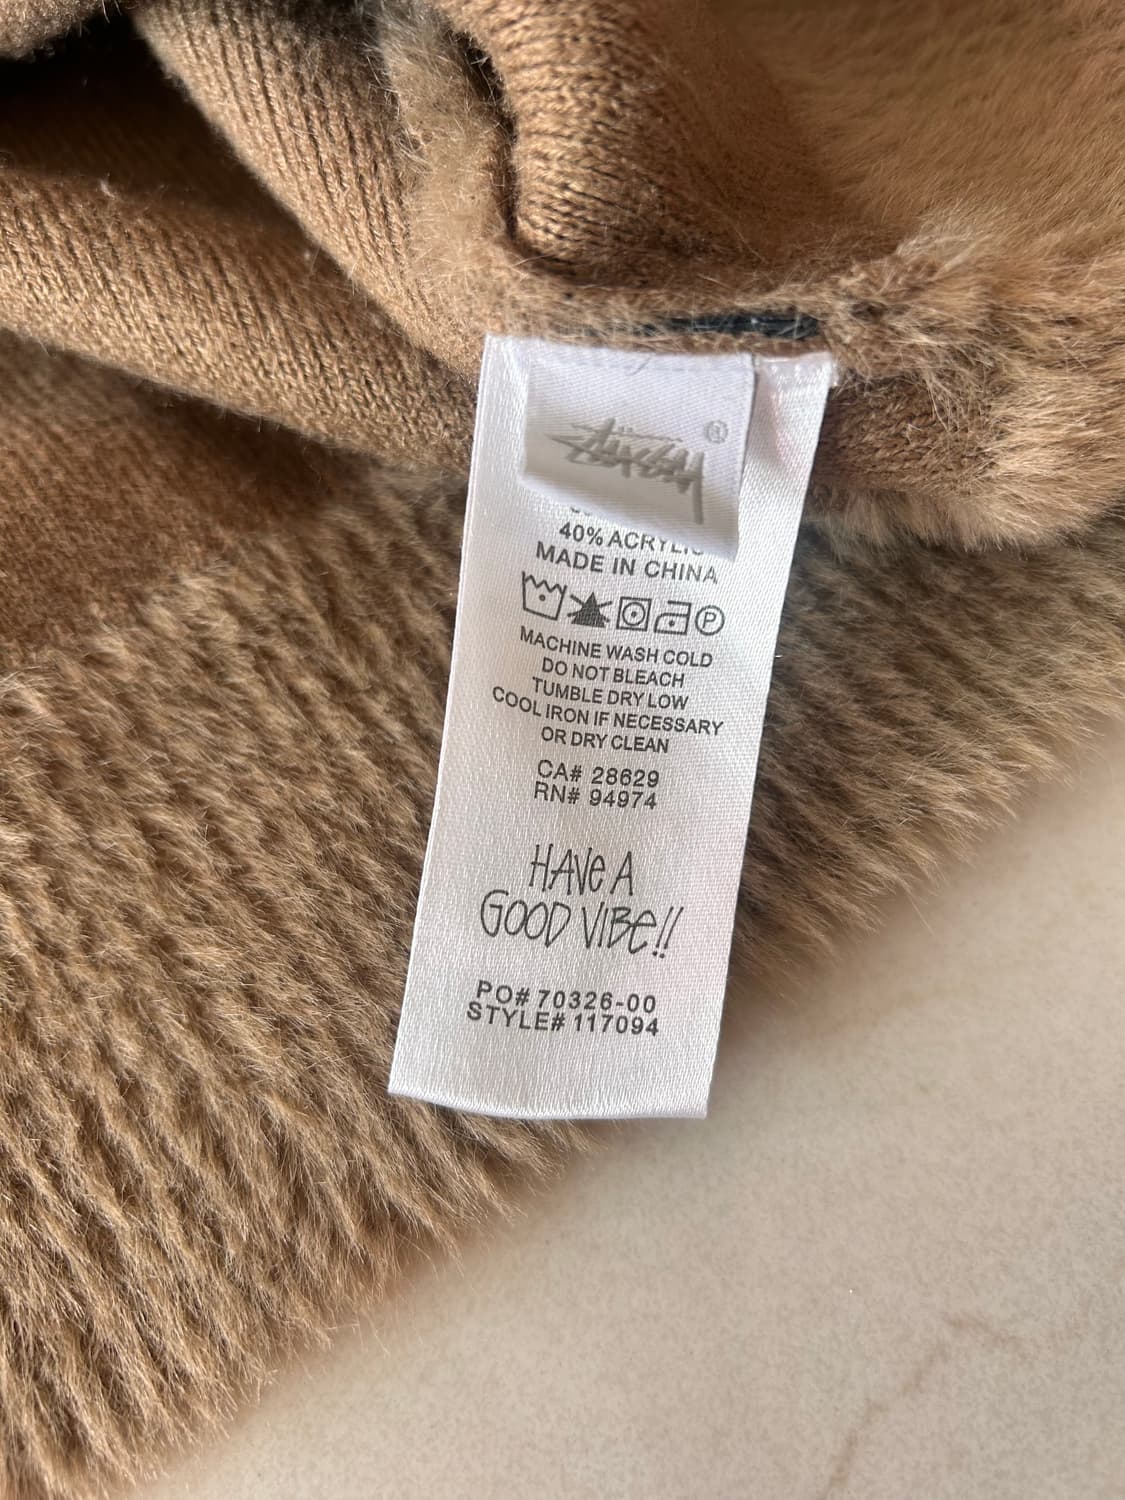 Stüssy ®
40% ACRYLIC
MADE IN CHINA
P
MACHINE WASH COLD
DO NOT BLEACH
TUMBLE DRY LOW
COOL IRON IF NECESSARY
OR DRY CLEAN
CA# 28629
RN# 94974
HAVE A
GOOD VIBE!!
PO# 70326-00
STYLE# 117094